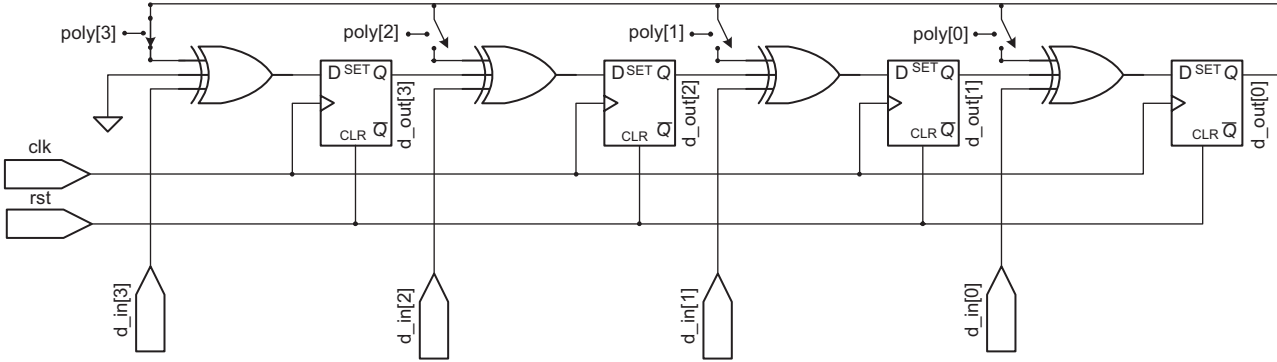 poly[3]
poly[2]
poly[1]
poly[0]
D SET Q
CLR Q
d_out[3]
D SET Q
CLR Q
d_out[2]
D SET Q
CLR Q
d_out[1]
D SET Q
CLR Q
d_out[0]
clk
rst
d_in[3]
d_in[2]
d_in[1]
d_in[0]